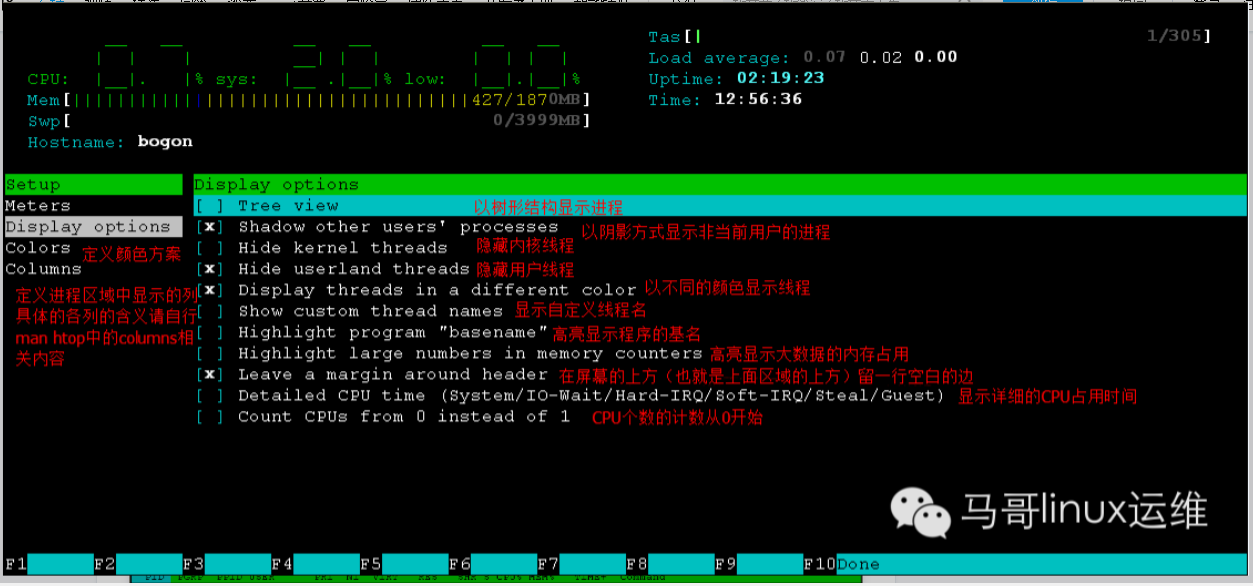 Tas[| 1/305]
CPU: 0.7% sys: 2.0% low: 0.0%
Load average: 0.07 0.02 0.00
Uptime: 02:19:23
Mem[||||||||||||||||||||||||||||||||||||427/1870MB]
Time: 12:56:36
Swp[ 0/3999MB]
Hostname: bogon
Setup
Meters
Display options
Colors 定义颜色方案
Columns
定义进程区域中显示的列
具体的各列的含义请自行
man htop中的columns相
关内容
Display options
[ ] Tree view 以树形结构显示进程
[x] Shadow other users' processes 以阴影方式显示非当前用户的进程
[ ] Hide kernel threads 隐藏内核线程
[x] Hide userland threads 隐藏用户线程
[x] Display threads in a different color 以不同的颜色显示线程
[ ] Show custom thread names 显示自定义线程名
[ ] Highlight program "basename" 高亮显示程序的基名
[ ] Highlight large numbers in memory counters 高亮显示大数据的内存占用
[x] Leave a margin around header 在屏幕的上方（也就是上面区域的上方）留一行空白的边
[ ] Detailed CPU time (System/IO-Wait/Hard-IRQ/Soft-IRQ/Steal/Guest) 显示详细的CPU占用时间
[ ] Count CPUs from 0 instead of 1 CPU个数的计数从0开始
马哥linux运维
F1 F2 F3 F4 F5 F6 F7 F8 F9 F10Done